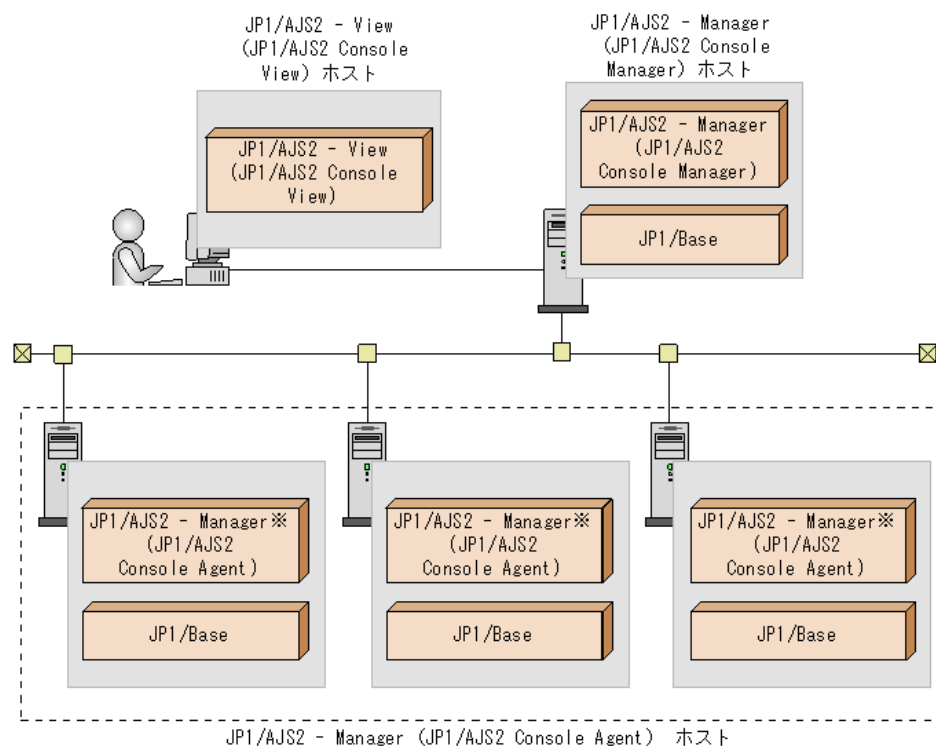 JP1/AJS2 - View
(JP1/AJS2 Console
View) ホスト
JP1/AJS2 - Manager
(JP1/AJS2 Console
Manager) ホスト
JP1/AJS2 - View
(JP1/AJS2 Console
View)
JP1/AJS2 - Manager
(JP1/AJS2
Console Manager)
JP1/Base
JP1/AJS2 - Manager※
(JP1/AJS2
Console Agent)
JP1/Base
JP1/AJS2 - Manager※
(JP1/AJS2
Console Agent)
JP1/Base
JP1/AJS2 - Manager※
(JP1/AJS2
Console Agent)
JP1/Base
JP1/AJS2 - Manager (JP1/AJS2 Console Agent) ホスト